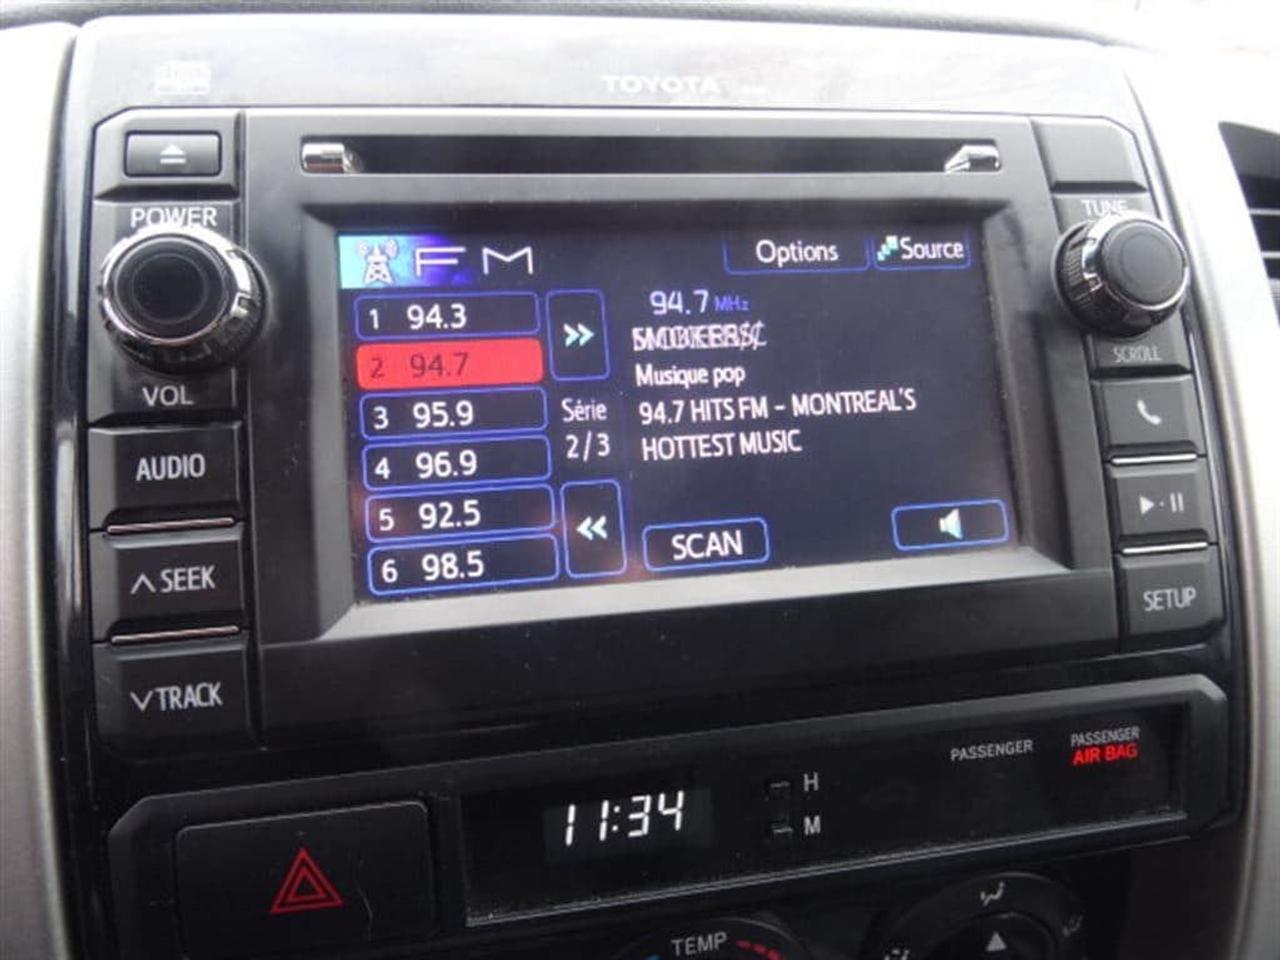 TOYOTA
POWER
VOL
AUDIO
SEEK
TRACK
FM
Options
Source
1 94.3
2 94.7
3 95.9
4 96.9
5 92.5
6 98.5
Série
2/3
94.7 MHz
Musique pop
94.7 HITS FM - MONTREAL'S
HOTTEST MUSIC
SCAN
TUNE
SCROLL
SETUP
11:34
H
M
PASSENGER
PASSENGER
AIR BAG
TEMP